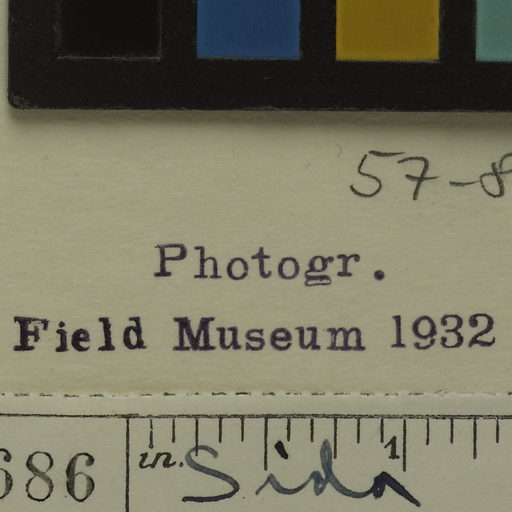 57-8
Photogr.
Field Museum 1932
686 in. 1
Sida